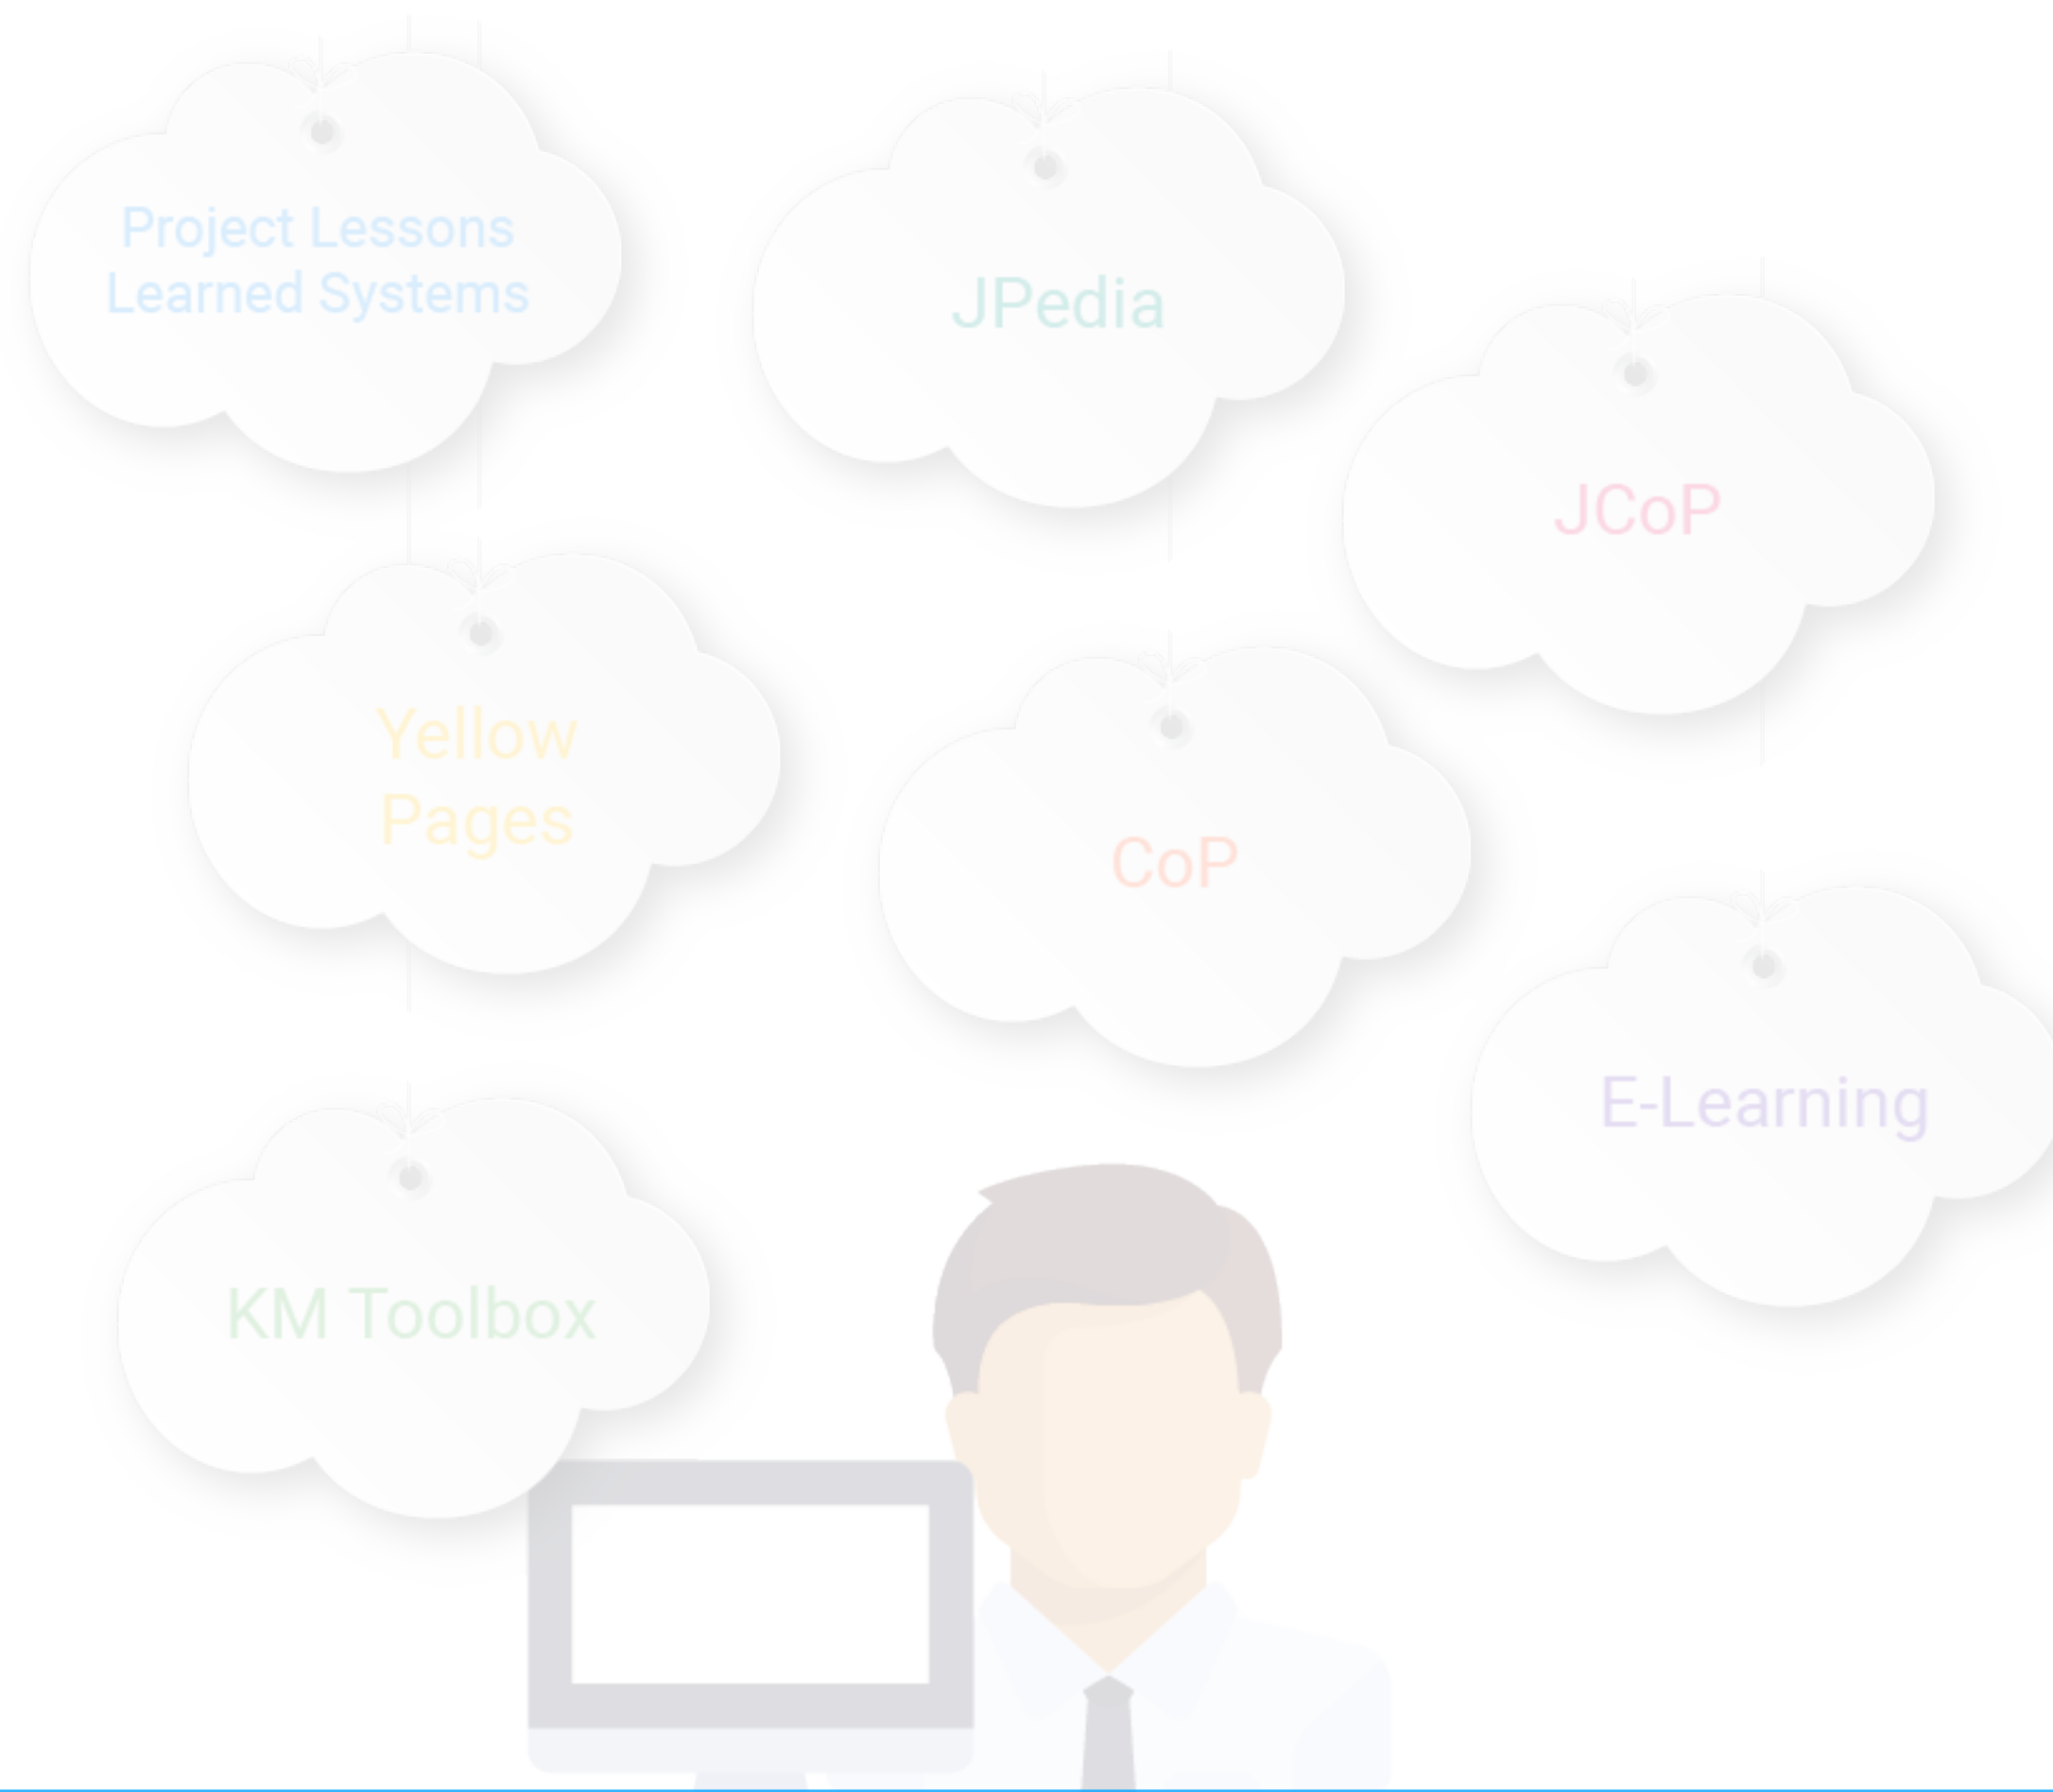 Project Lessons
Learned Systems
JPedia
JCoP
Yellow
Pages
CoP
E-Learning
KM Toolbox